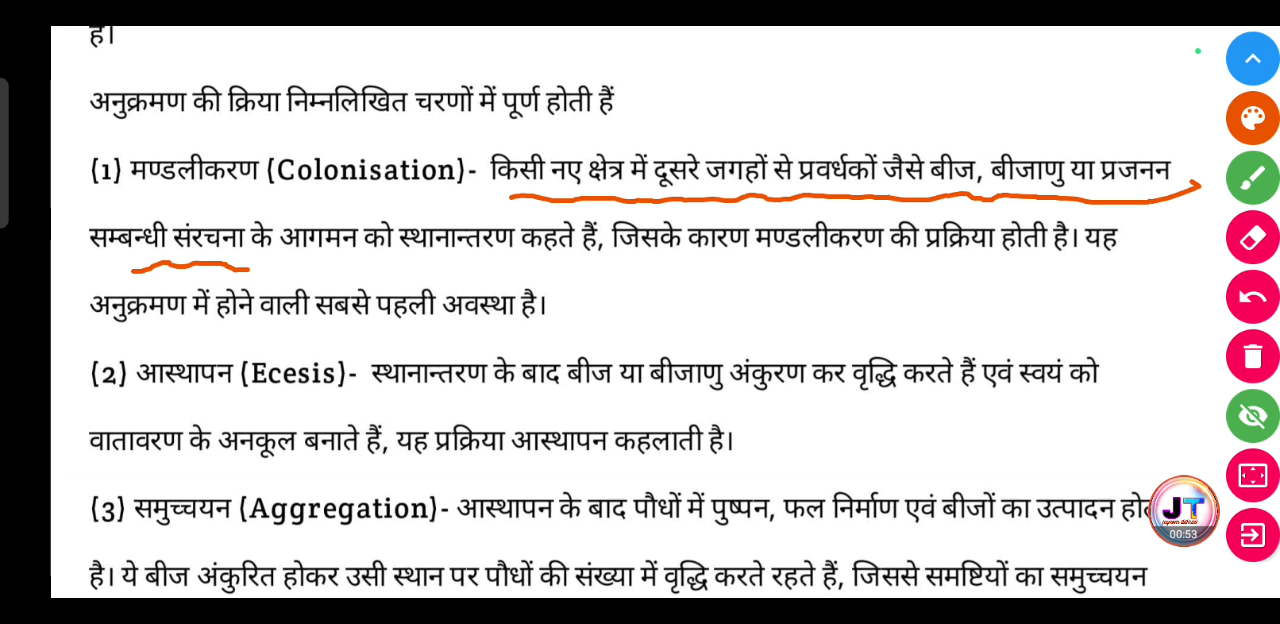 है।
अनुक्रमण की क्रिया निम्नलिखित चरणों में पूर्ण होती हैं
(1) मण्डलीकरण (Colonisation)- किसी नए क्षेत्र में दूसरे जगहों से प्रवर्धकों जैसे बीज, बीजाणु या प्रजनन
सम्बन्धी संरचना के आगमन को स्थानान्तरण कहते हैं, जिसके कारण मण्डलीकरण की प्रक्रिया होती है। यह
अनुक्रमण में होने वाली सबसे पहली अवस्था है।
(2) आस्थापन (Ecesis)- स्थानान्तरण के बाद बीज या बीजाणु अंकुरण कर वृद्धि करते हैं एवं स्वयं को
वातावरण के अनकूल बनाते हैं, यह प्रक्रिया आस्थापन कहलाती है।
(3) समुच्चयन (Aggregation)- आस्थापन के बाद पौधों में पुष्पन, फल निर्माण एवं बीजों का उत्पादन
है। ये बीज अंकुरित होकर उसी स्थान पर पौधों की संख्या में वृद्धि करते रहते हैं, जिससे समष्टियों का समुच्चयन
JT
00:53